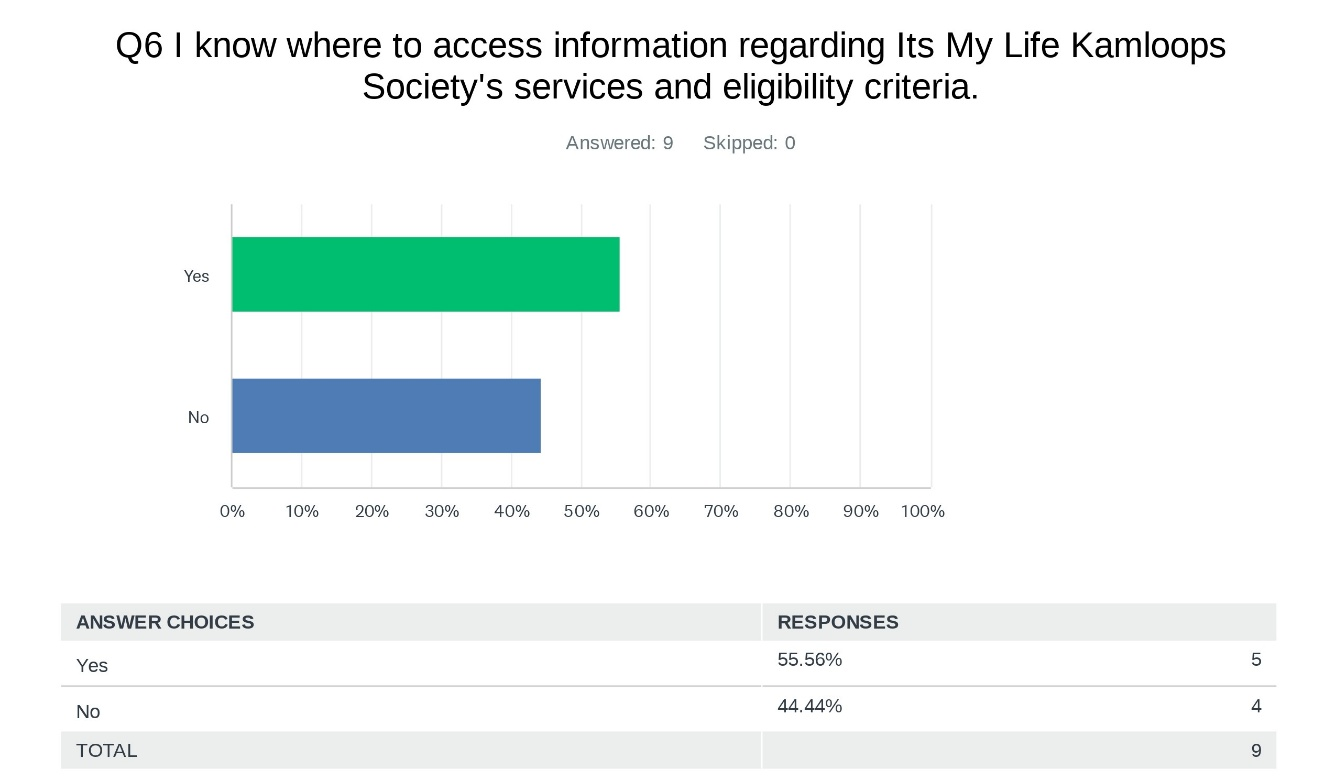 Q6 I know where to access information regarding Its My Life Kamloops
Society's services and eligibility criteria.
Answered: 9 Skipped: 0
Yes
No
0% 10% 20% 30% 40% 50% 60% 70% 80% 90% 100%
ANSWER CHOICES RESPONSES
Yes 55.56% 5
No 44.44% 4
TOTAL 9